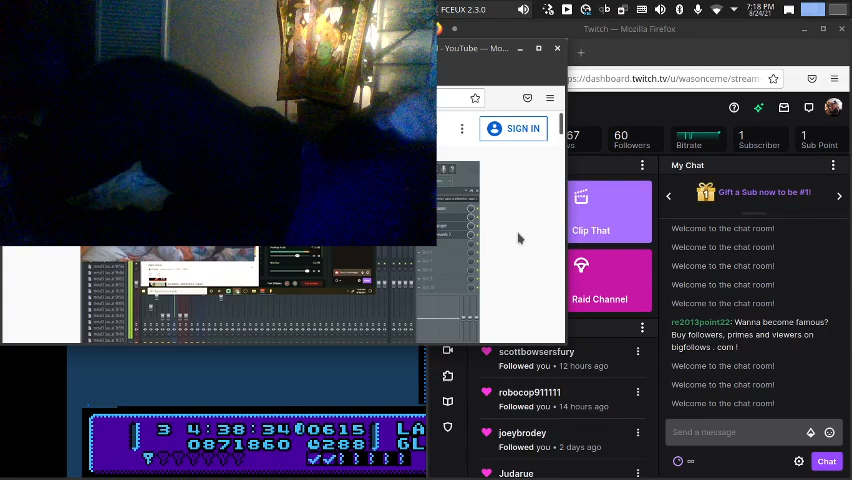 FCEUX 2.3.0
7:18 PM
8/24/21
Twitch — Mozilla Firefox
- YouTube — Mo...
ps://dashboard.twitch.tv/u/wasonceme/stream
SIGN IN
67
60
1
1
Followers
Bitrate
Subscriber
Sub Point
My Chat
Gift a Sub now to be #1!
Clip That
Raid Channel
Welcome to the chat room!
Welcome to the chat room!
Welcome to the chat room!
Welcome to the chat room!
Welcome to the chat room!
re2013point22: Wanna become famous?
Buy followers, primes and viewers on
bigfollows . com !
Welcome to the chat room!
Welcome to the chat room!
Welcome to the chat room!
Send a message
Chat
scottbowsersfury
Followed you • 12 hours ago
robocop911111
Followed you • 14 hours ago
joeybrodey
Followed you • 2 days ago
Judarue
3 4:38:34 0615 LA
0871860 288 GL